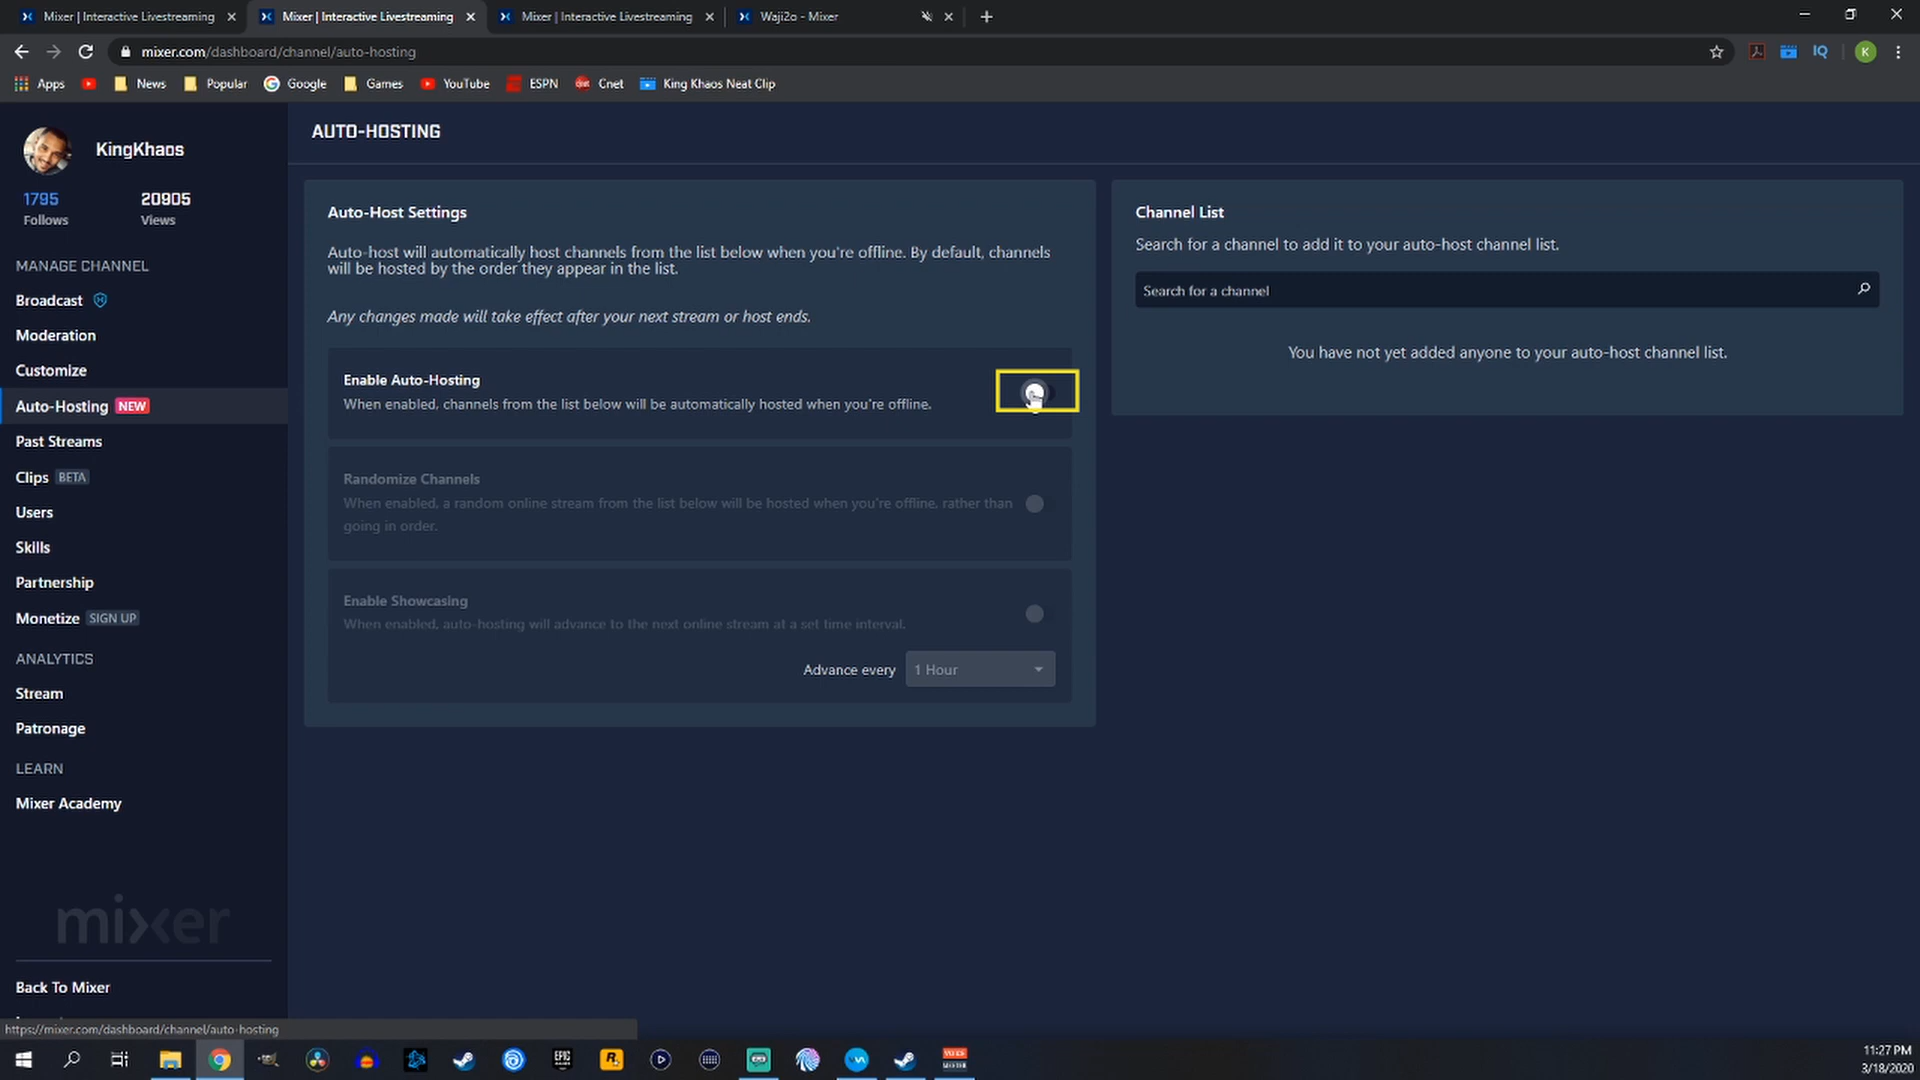 Mixer | Interactive Livestreaming
Mixer | Interactive Livestreaming
Mixer | Interactive Livestreaming
Waji2o - Mixer
mixer.com/dashboard/channel/auto-hosting
IQ
K
Apps
News
Popular
Google
Games
YouTube
ESPN
Cnet
King Khaos Neat Clip
KingKhaos
1795
20905
Follows
Views
MANAGE CHANNEL
Broadcast
Moderation
Customize
Auto-Hosting NEW
Past Streams
Clips BETA
Users
Skills
Partnership
Monetize SIGN UP
ANALYTICS
Stream
Patronage
LEARN
Mixer Academy
mixer
Back To Mixer
https://mixer.com/dashboard/channel/auto-hosting
AUTO-HOSTING
Auto-Host Settings
Auto-host will automatically host channels from the list below when you're offline. By default, channels
will be hosted by the order they appear in the list.
Any changes made will take effect after your next stream or host ends.
Enable Auto-Hosting
When enabled, channels from the list below will be automatically hosted when you're offline.
Randomize Channels
When enabled, a random online stream from the list below will be hosted when you're offline, rather than
going in order.
Enable Showcasing
When enabled, auto-hosting will advance to the next online stream at a set time interval.
Advance every
1 Hour
Channel List
Search for a channel to add it to your auto-host channel list.
Search for a channel
You have not yet added anyone to your auto-host channel list.
EPIC
R
11:27 PM
3/18/2020